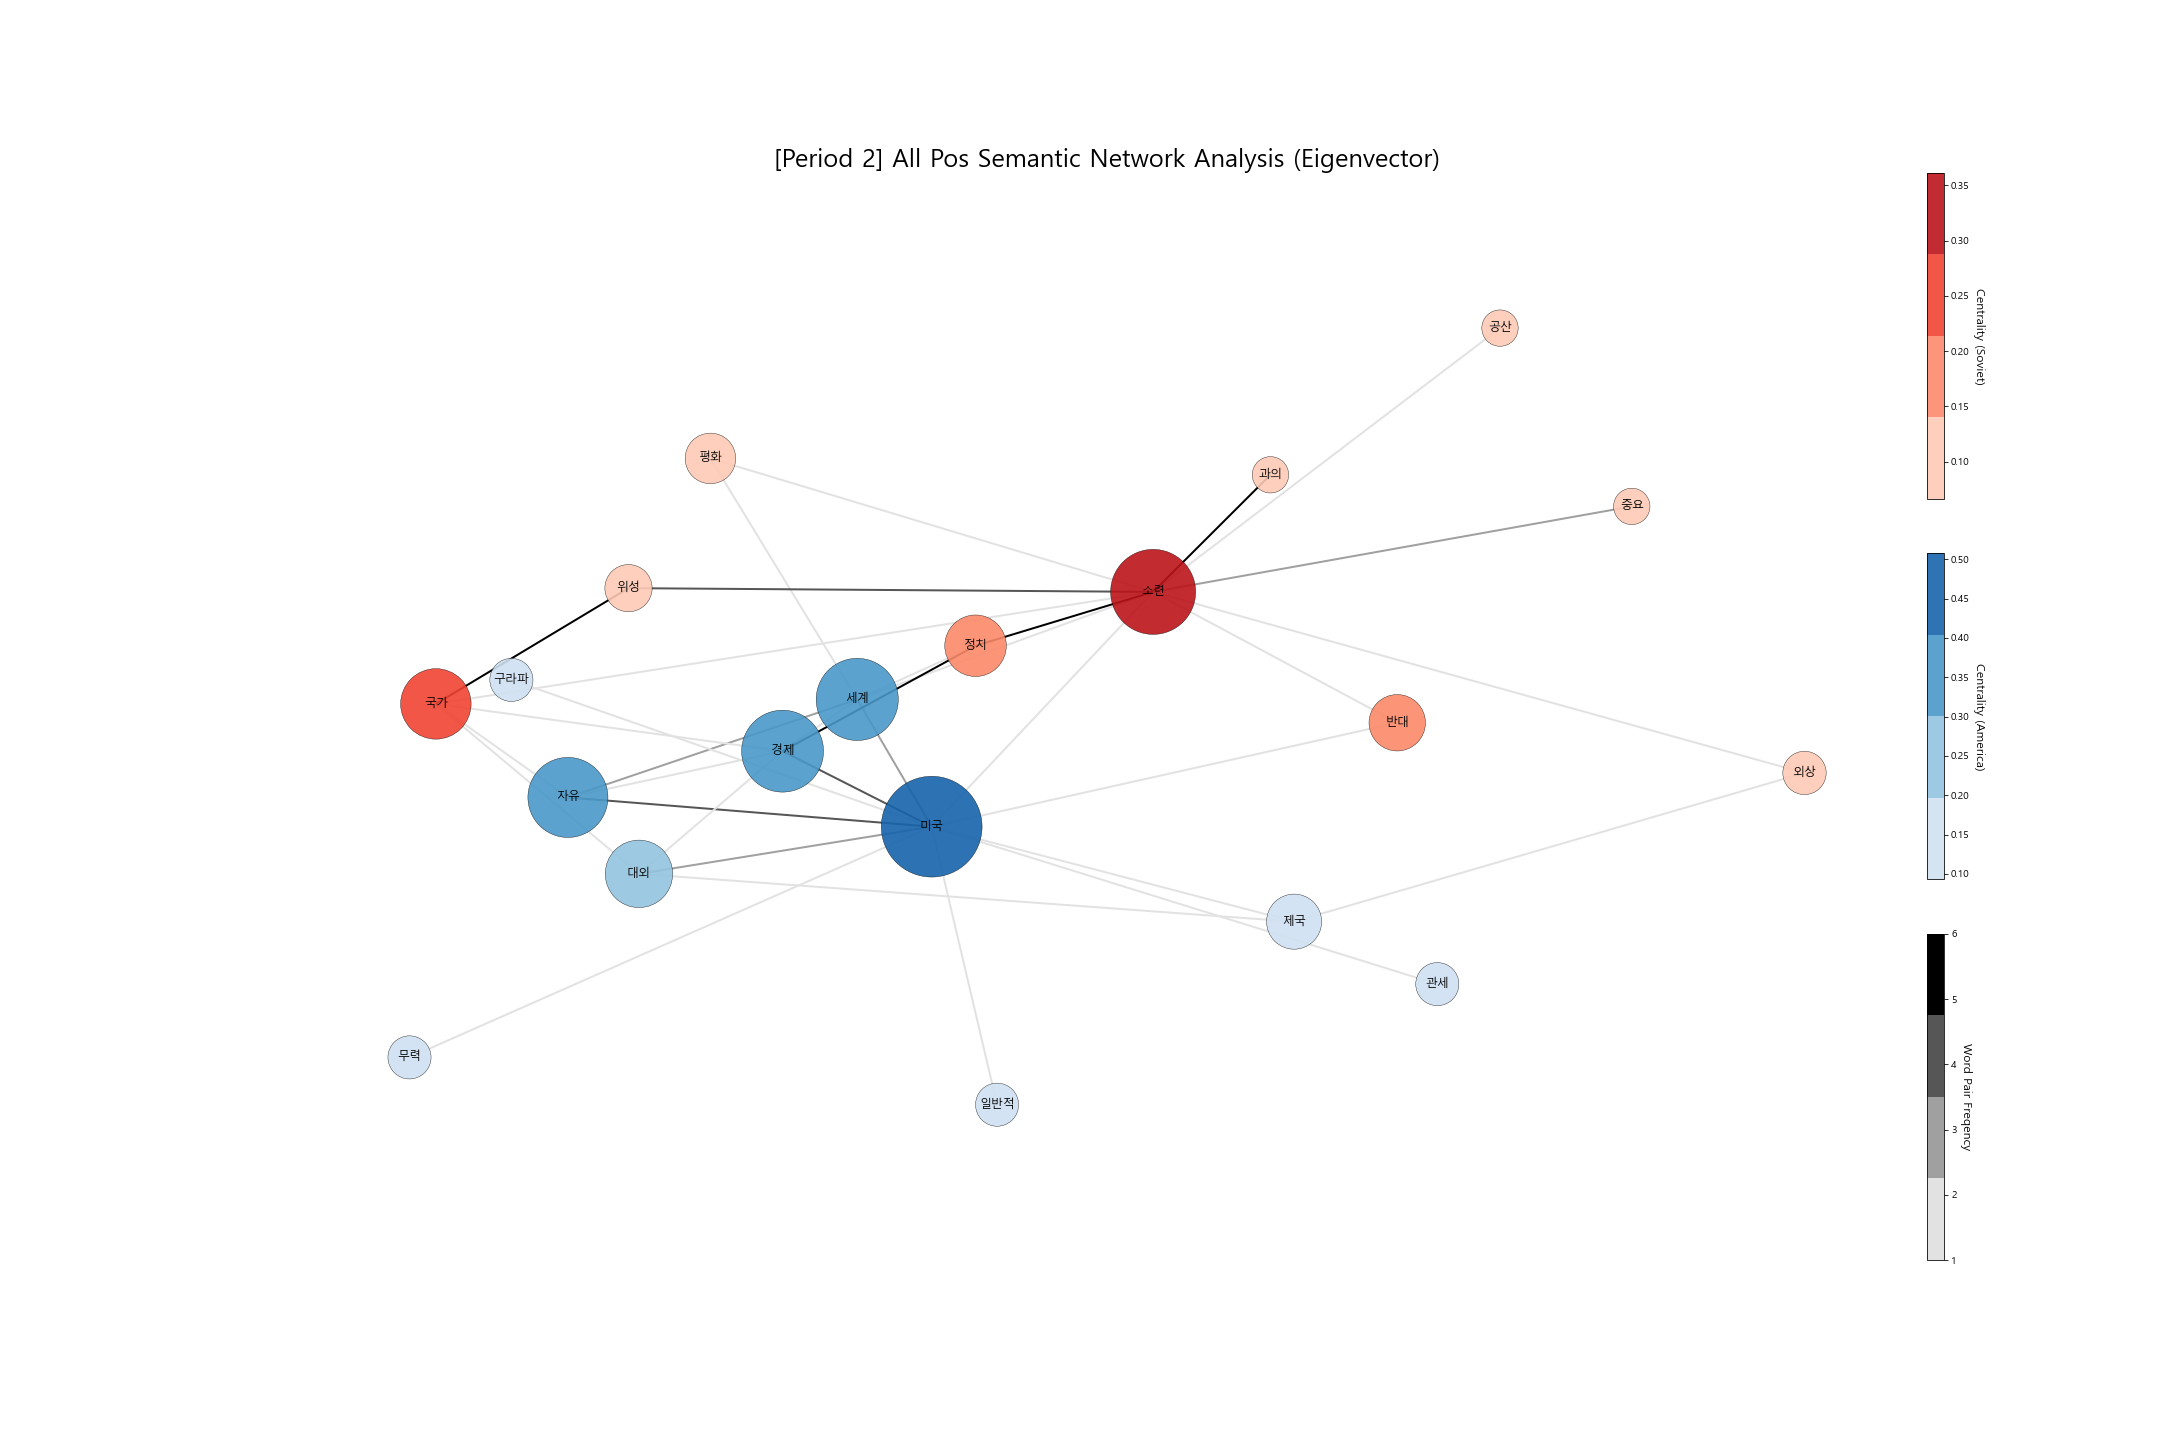 [Period 2] All Pos Semantic Network Analysis (Eigenvector)
공산
평화
과의
중요
위성
소련
정치
구라파
세계
국가
반대
경제
외상
자유
미국
대외
제국
관세
무력
일반적
0.35
0.30
0.25
0.20
0.15
0.10
Centrality (Soviet)
0.50
0.45
0.40
0.35
0.30
0.25
0.20
0.15
0.10
Centrality (America)
6
5
4
3
2
1
Word Pair Freqency